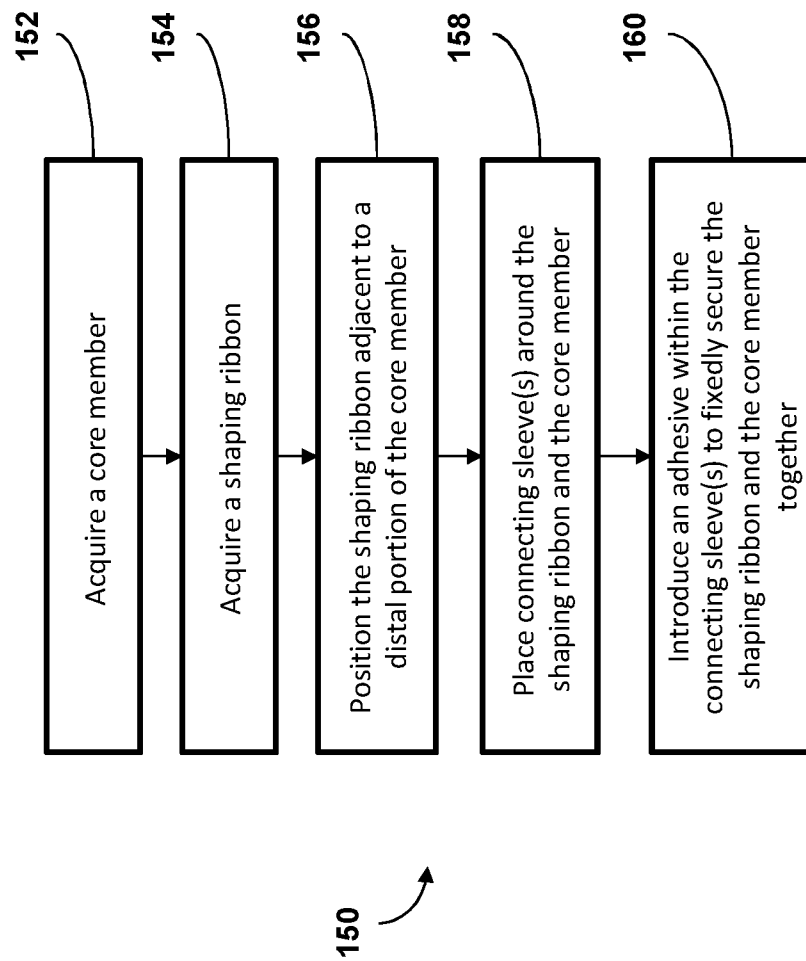 150
Acquire a core member
152
Acquire a shaping ribbon
154
Position the shaping ribbon adjacent to a
distal portion of the core member
156
Place connecting sleeve(s) around the
shaping ribbon and the core member
158
Introduce an adhesive within the
connecting sleeve(s) to fixedly secure the
shaping ribbon and the core member
together
160